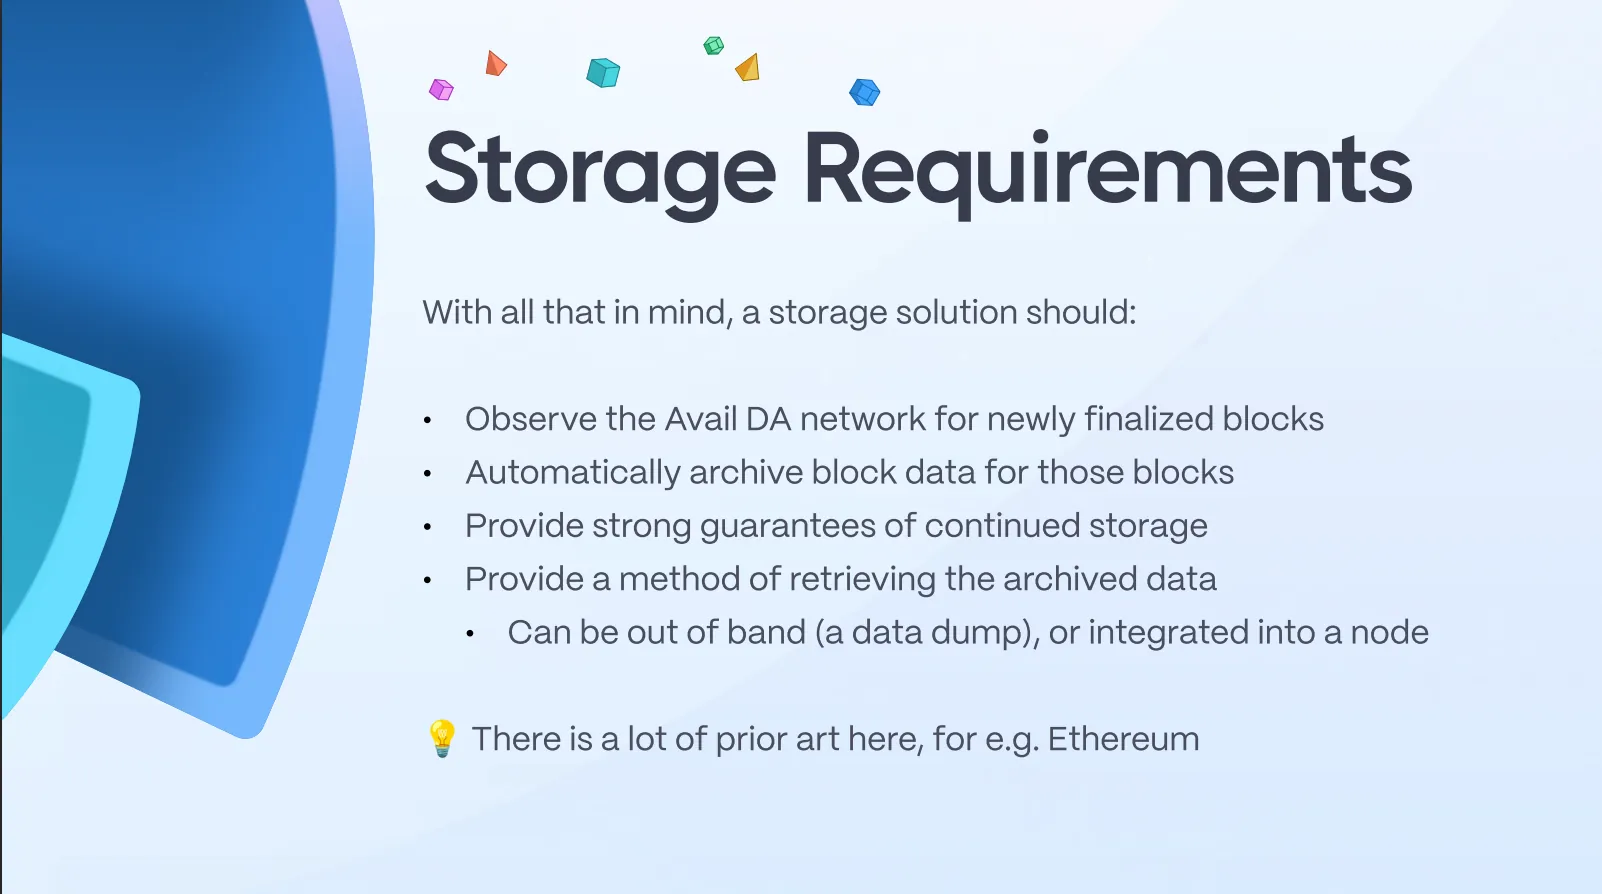 Storage Requirements
With all that in mind, a storage solution should:
• Observe the Avail DA network for newly finalized blocks
• Automatically archive block data for those blocks
• Provide strong guarantees of continued storage
• Provide a method of retrieving the archived data
• Can be out of band (a data dump), or integrated into a node
💡 There is a lot of prior art here, for e.g. Ethereum